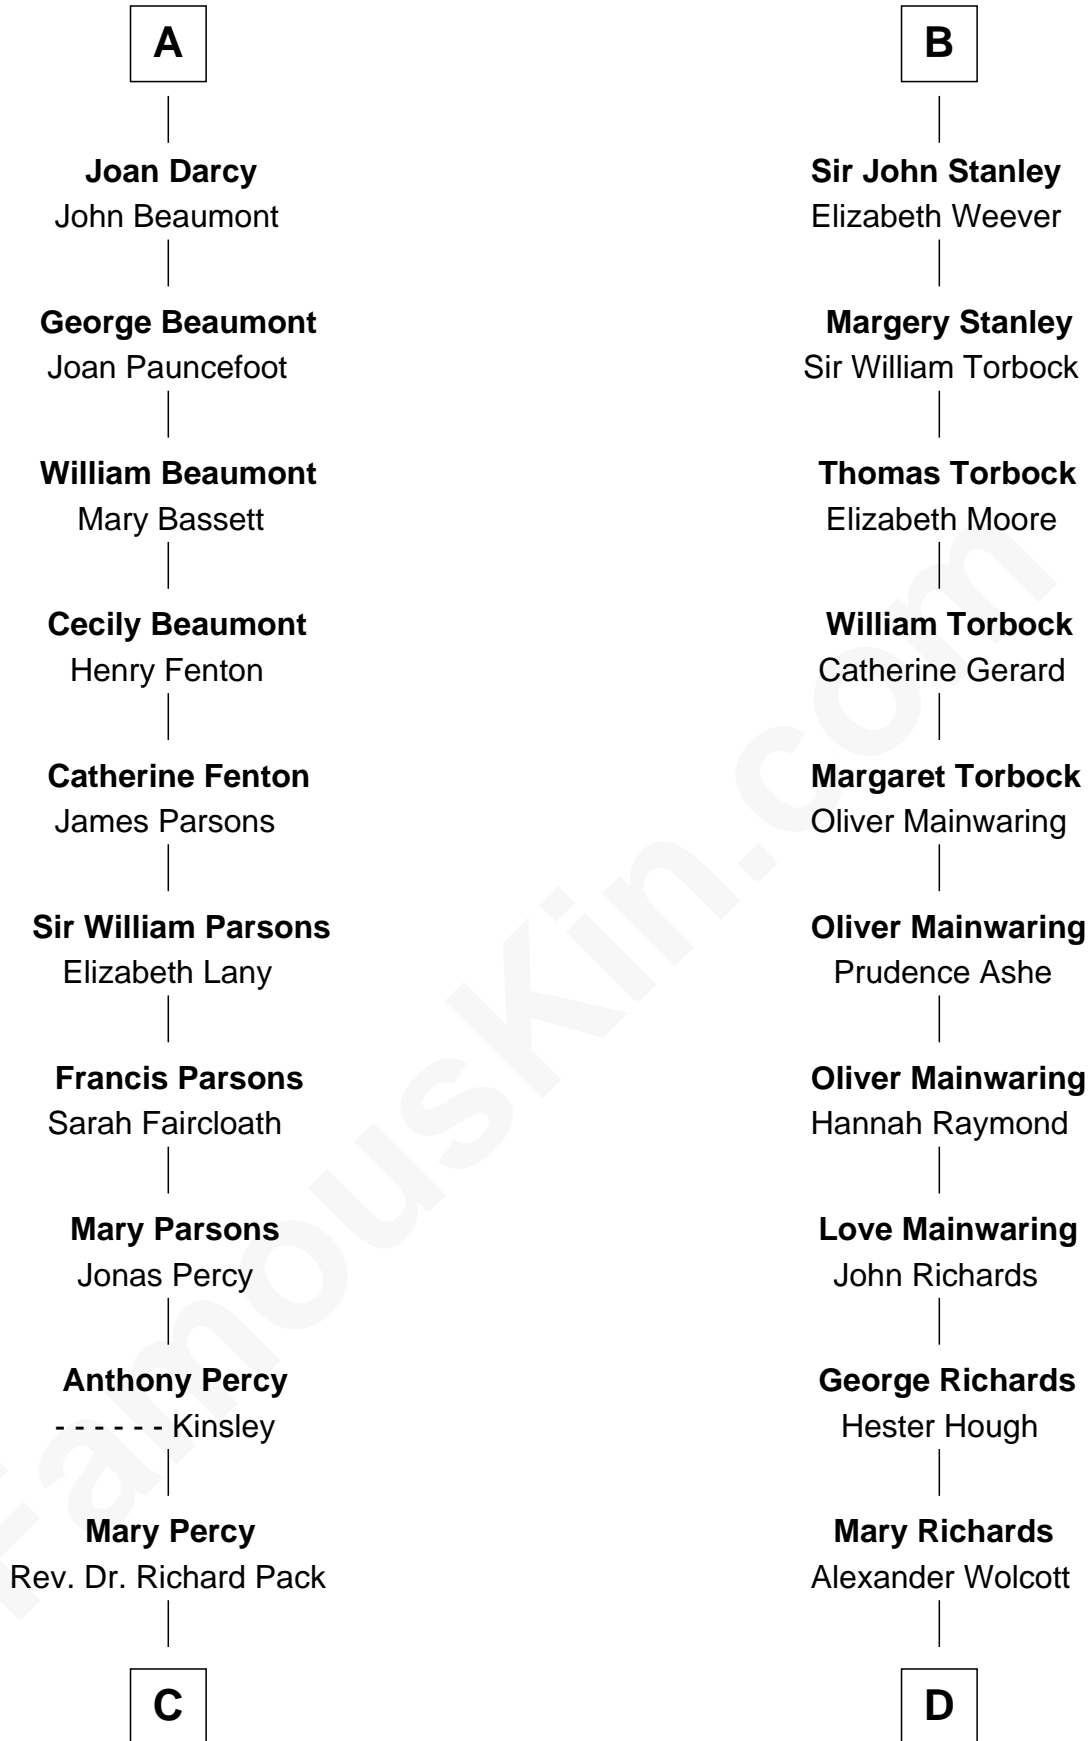 A
Joan Darcy
John Beaumont
George Beaumont
Joan Pauncefoot
William Beaumont
Mary Bassett
Cecily Beaumont
Henry Fenton
Catherine Fenton
James Parsons
Sir William Parsons
Elizabeth Lany
Francis Parsons
Sarah Faircloath
Mary Parsons
Jonas Percy
Anthony Percy
- - - - - - Kinsley
Mary Percy
Rev. Dr. Richard Pack
C
B
Sir John Stanley
Elizabeth Weever
Margery Stanley
Sir William Torbock
Thomas Torbock
Elizabeth Moore
William Torbock
Catherine Gerard
Margaret Torbock
Oliver Mainwaring
Oliver Mainwaring
Prudence Ashe
Oliver Mainwaring
Hannah Raymond
Love Mainwaring
John Richards
George Richards
Hester Hough
Mary Richards
Alexander Wolcott
D
FamousKin.com